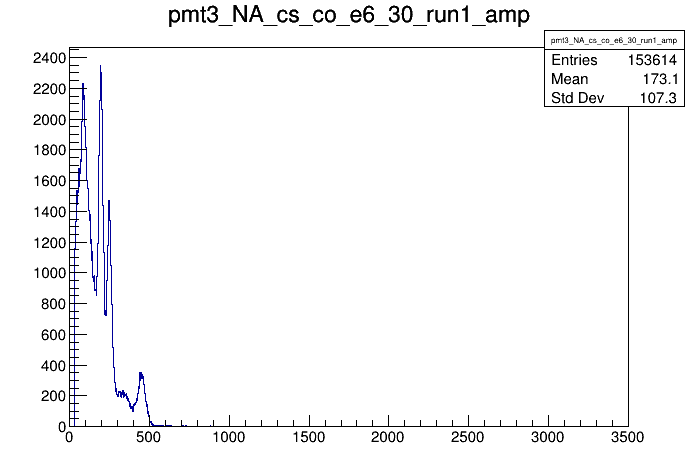 pmt3_NA_cs_co_e6_30_run1_amp
pmt3_NA_cs_co_e6_30_run1_amp
Entries 153614
Mean 173.1
Std Dev 107.3
2400
2200
2000
1800
1600
1400
1200
1000
800
600
400
200
0
0 500 1000 1500 2000 2500 3000 3500